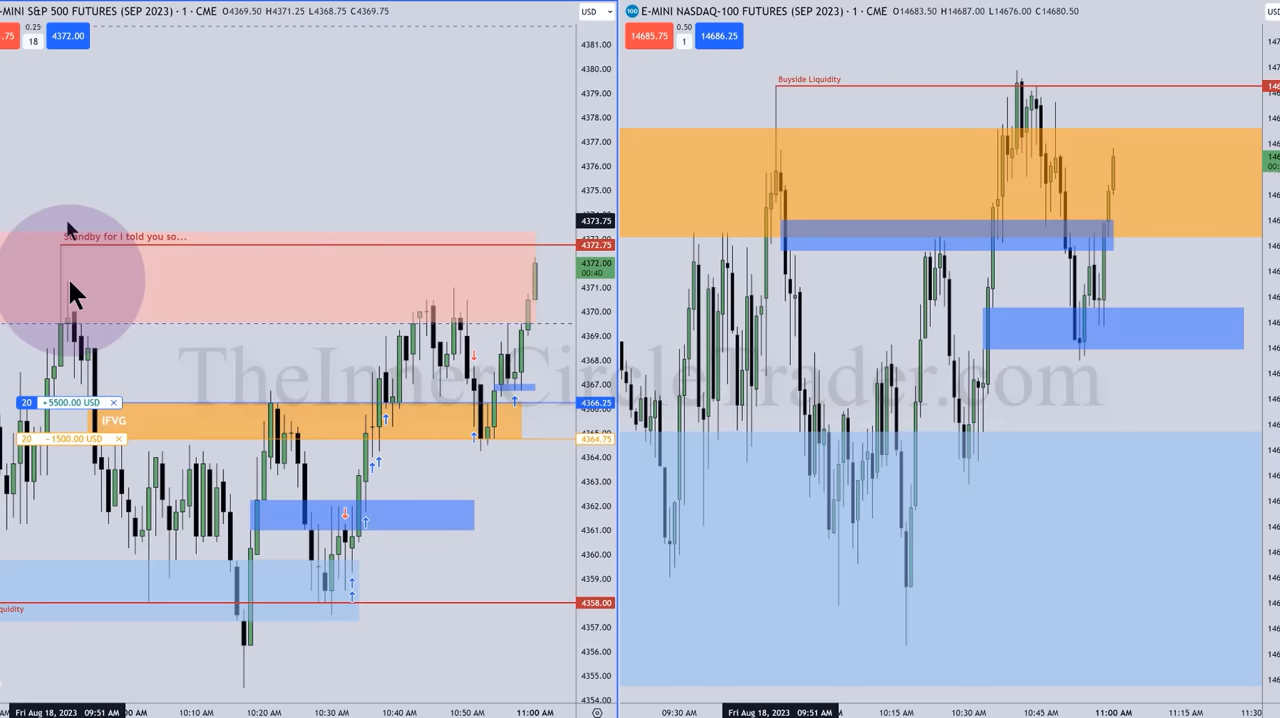 -MINI S&P 500 FUTURES (SEP 2023) · 1 · CME O4369.50 H4371.25 L4368.75 C4369.75
.75 0.25 18 4372.00
USD
4381.00
4380.00
4379.00
4378.00
4377.00
4376.00
4375.00
4373.75
Standby for I told you so...
4372.75
4372.00
00:40
4371.00
4370.00
4369.00
4368.00
TheInnerCircleTrader.com
4367.00
20 +5500.00 USD
4366.25
IFVG
20 −1500.00 USD
4364.75
4364.00
4363.00
4362.00
4361.00
4360.00
4359.00
4358.00
quidity
4357.00
4356.00
4355.00
4354.00
Fri Aug 18, 2023 09:51 AM 00 AM 10:10 AM 10:20 AM 10:30 AM 10:40 AM 10:50 AM 11:00 AM
100 E-MINI NASDAQ-100 FUTURES (SEP 2023) · 1 · CME O14683.50 H14687.00 L14676.00 C14680.50
USD
14685.75 0.50 1 14686.25
Buyside Liquidity
09:30 AM Fri Aug 18, 2023 09:51 AM 10:15 AM 10:30 AM 10:45 AM 11:00 AM 11:15 AM 11:30